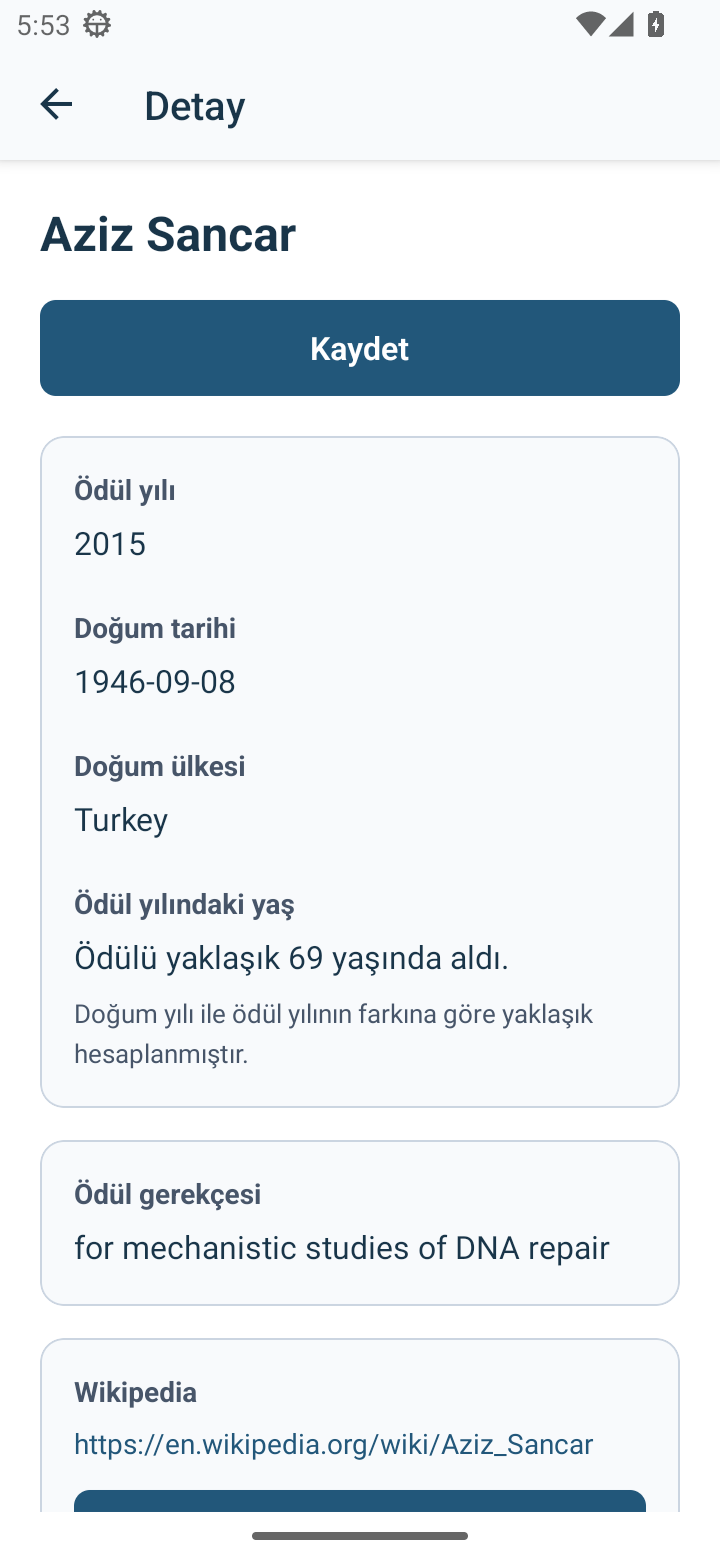 5:53
Detay
Aziz Sancar
Kaydet
Ödül yılı
2015
Doğum tarihi
1946-09-08
Doğum ülkesi
Turkey
Ödül yılındaki yaş
Ödülü yaklaşık 69 yaşında aldı.
Doğum yılı ile ödül yılının farkına göre yaklaşık
hesaplanmıştır.
Ödül gerekçesi
for mechanistic studies of DNA repair
Wikipedia
https://en.wikipedia.org/wiki/Aziz_Sancar